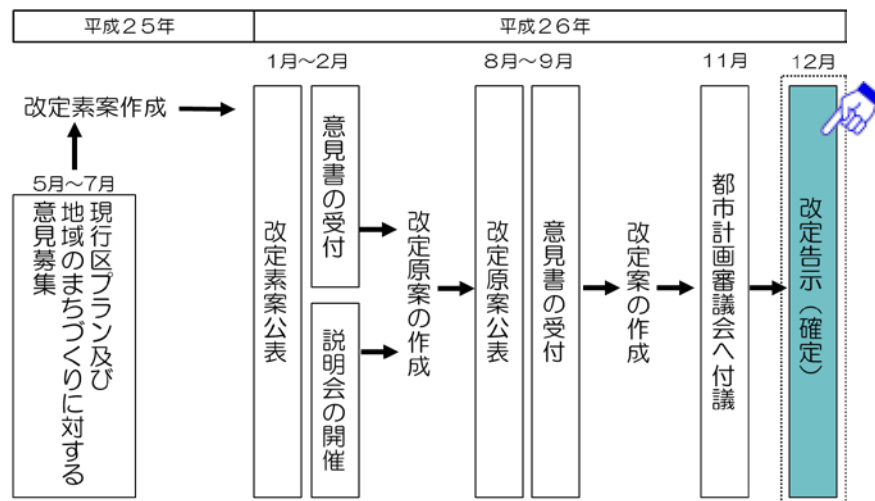 平成２５年
平成２６年
1月～2月
8月～9月
11月
12月
改定素案作成
5月～7月
現行区プラン及び
地域のまちづくりに対する
意見募集
改定素案公表
意見書の受付
説明会の開催
改定原案の作成
改定原案公表
意見書の受付
改定案の作成
都市計画審議会へ付議
改定告示（確定）